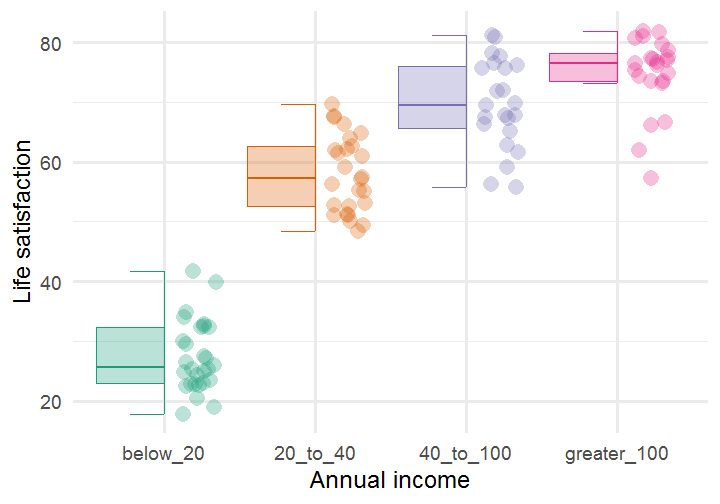 80
60
40
20
Life satisfaction
below_20
20_to_40
40_to_100
greater_100
Annual income